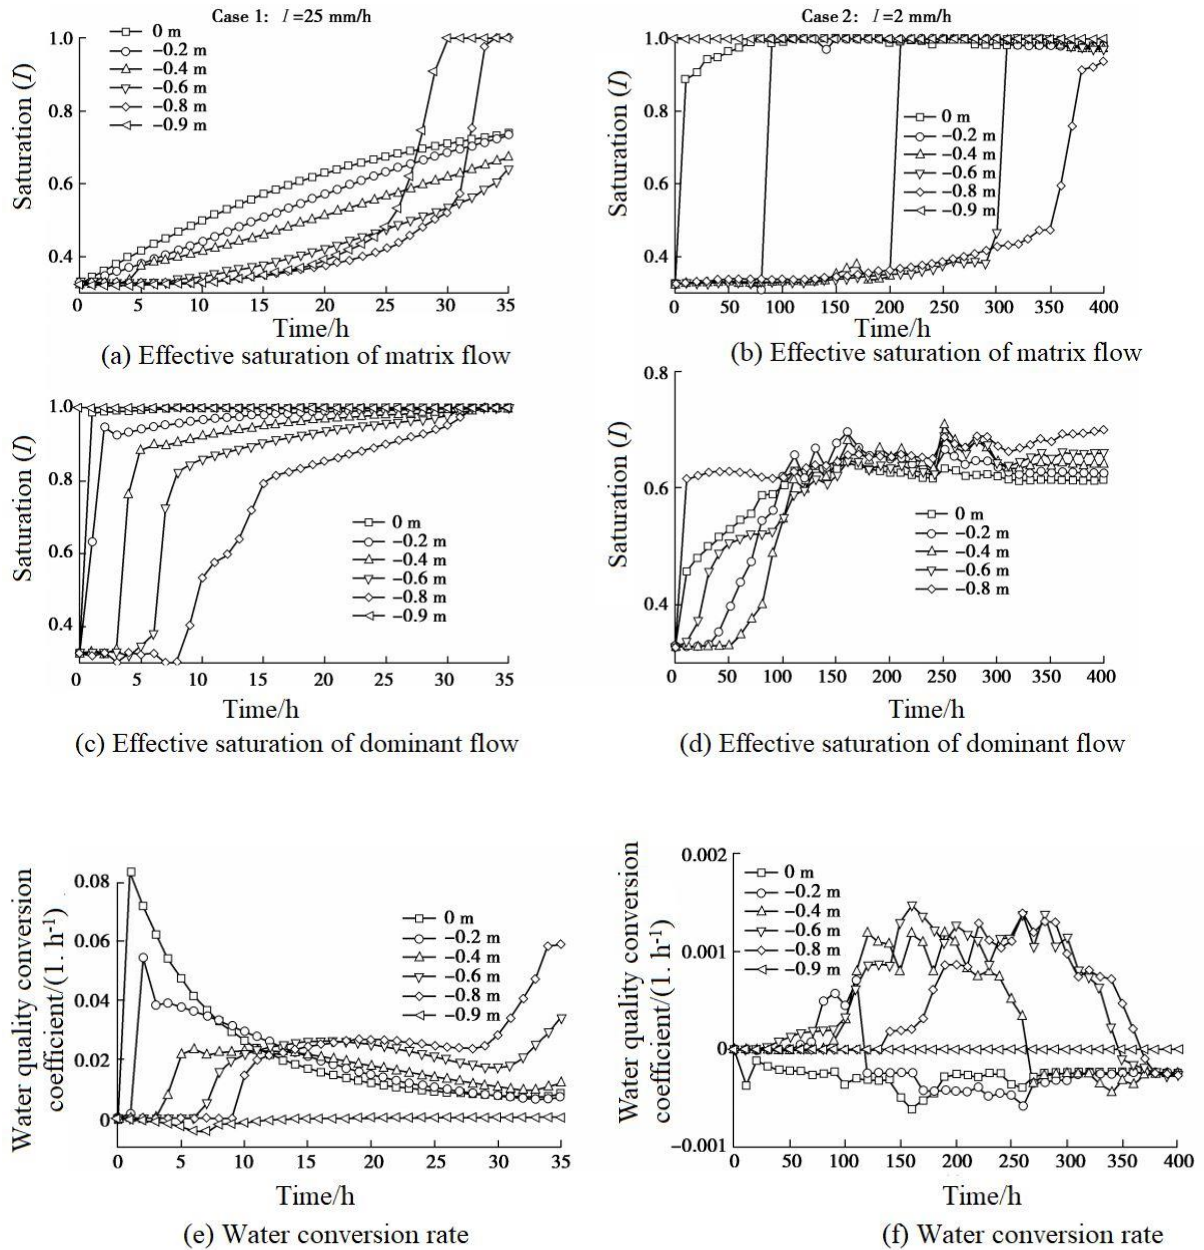 Case 1: I =25 mm/h
Saturation (I)
1.0
0.8
0.6
0.4
0 m
−0.2 m
−0.4 m
−0.6 m
−0.8 m
−0.9 m
0 5 10 15 20 25 30 35
Time/h
(a) Effective saturation of matrix flow
Case 2: I =2 mm/h
Saturation (I)
1.0
0.8
0.6
0.4
0 m
−0.2 m
−0.4 m
−0.6 m
−0.8 m
−0.9 m
0 50 100 150 200 250 300 350 400
Time/h
(b) Effective saturation of matrix flow
Saturation (I)
1.0
0.8
0.6
0.4
0 m
−0.2 m
−0.4 m
−0.6 m
−0.8 m
−0.9 m
0 5 10 15 20 25 30 35
Time/h
(c) Effective saturation of dominant flow
Saturation (I)
0.8
0.6
0.4
0 m
−0.2 m
−0.4 m
−0.6 m
−0.8 m
0 50 100 150 200 250 300 350 400
Time/h
(d) Effective saturation of dominant flow
Water quality conversion
coefficient/(1. h⁻¹)
0.08
0.06
0.04
0.02
0
0 m
−0.2 m
−0.4 m
−0.6 m
−0.8 m
−0.9 m
0 5 10 15 20 25 30 35
Time/h
(e) Water conversion rate
Water quality conversion
coefficient/(1. h⁻¹)
0.002
0.001
0
−0.001
0 m
−0.2 m
−0.4 m
−0.6 m
−0.8 m
−0.9 m
0 50 100 150 200 250 300 350 400
Time/h
(f) Water conversion rate